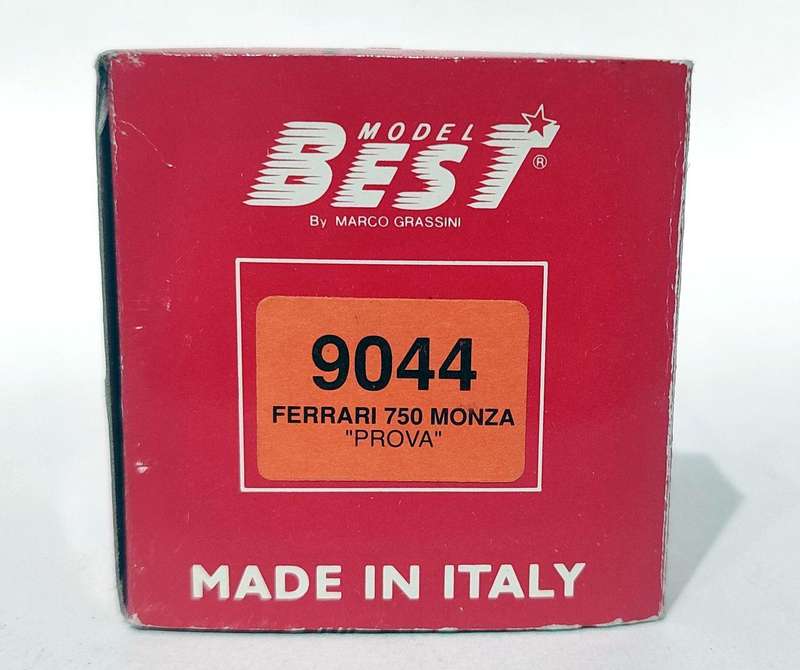 MODEL
BEST®
By MARCO GRASSINI
9044
FERRARI 750 MONZA
"PROVA"
MADE IN ITALY